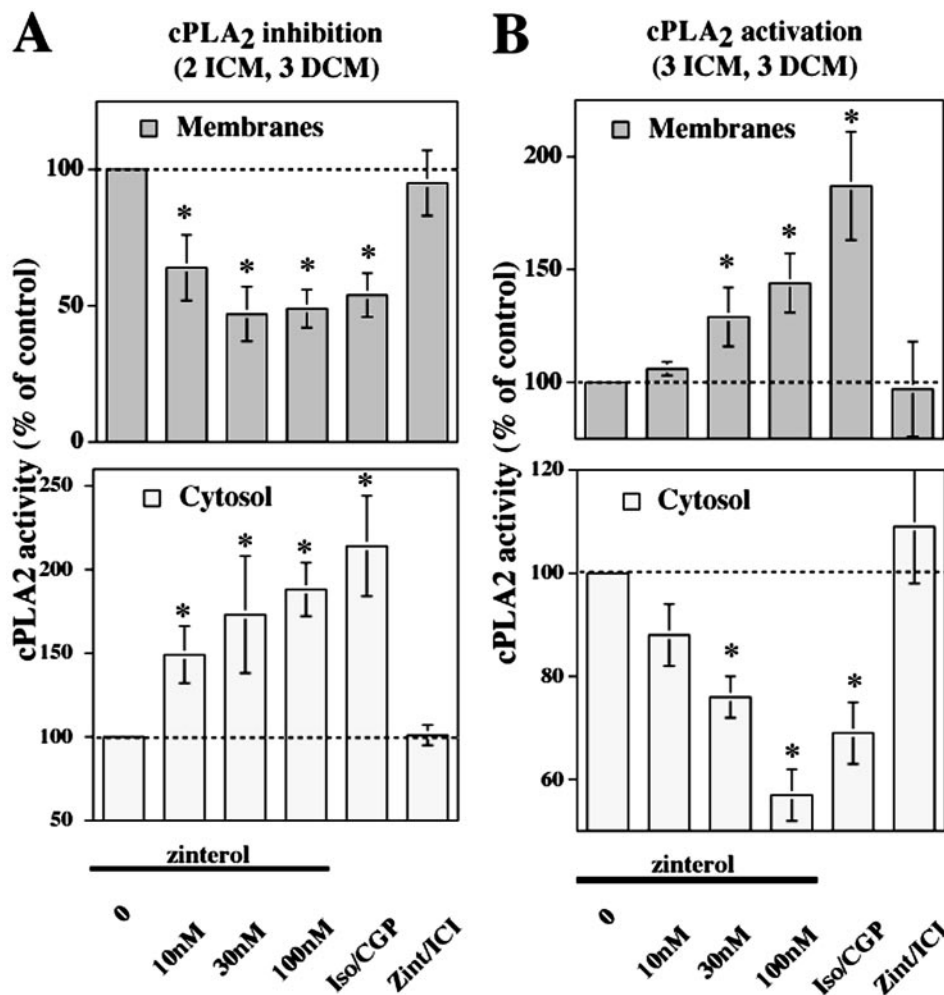 A
cPLA2 inhibition
(2 ICM, 3 DCM)
B
cPLA2 activation
(3 ICM, 3 DCM)
cPLA2 activity (% of control)
Membranes
100
50
0
*
*
*
*
Cytosol
250
200
150
100
50
*
*
*
*
zinterol
0
10nM
30nM
100nM
Iso/CGP
Zint/ICI
cPLA2 activity (% of control)
Membranes
200
150
100
*
*
*
Cytosol
120
100
80
60
*
*
*
zinterol
0
10nM
30nM
100nM
Iso/CGP
Zint/ICI